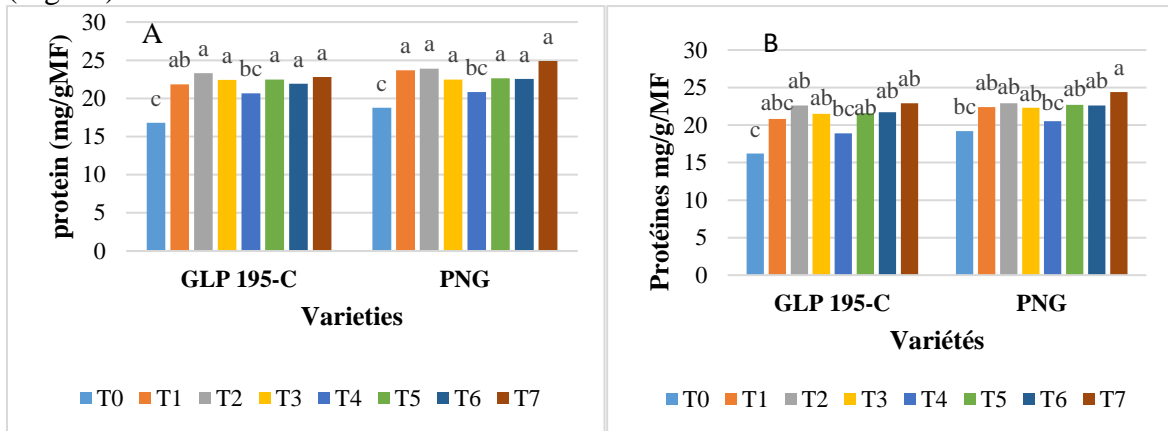 A
protein (mg/gMF)
30
25
20
15
10
5
0
c ab a a bc a a a
c a a a bc a a a
GLP 195-C PNG
Varieties
T0 T1 T2 T3 T4 T5 T6 T7
B
Protéines mg/g/MF
30
25
20
15
10
5
0
c abc ab ab bc ab ab ab
bc ab ab ab bc ab ab a
GLP 195-C PNG
Variétés
T0 T1 T2 T3 T4 T5 T6 T7